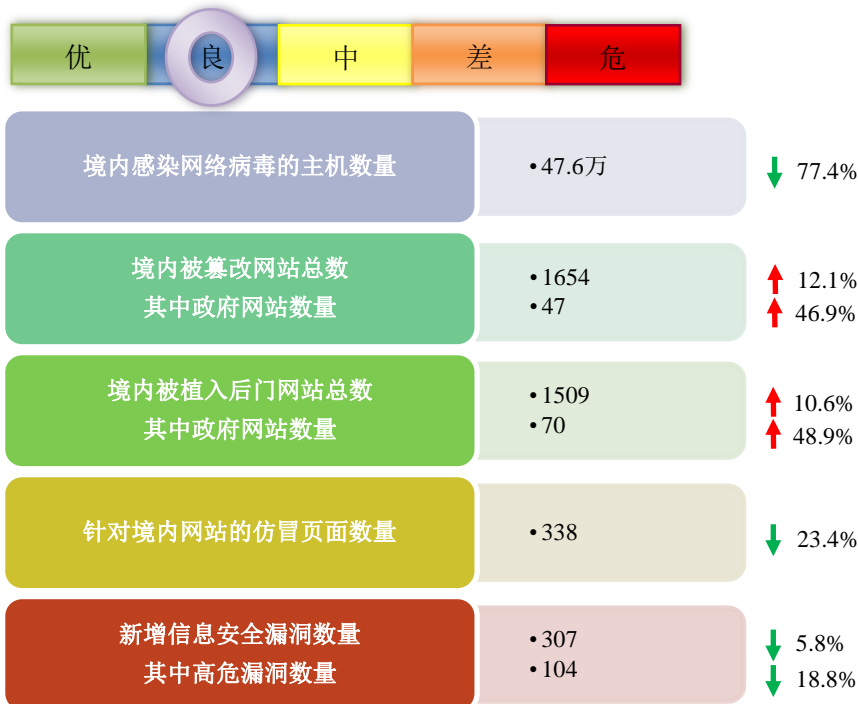 优 良 中 差 危
境内感染网络病毒的主机数量 •47.6万 77.4%
境内被篡改网站总数 •1654 12.1%
其中政府网站数量 •47 46.9%
境内被植入后门网站总数 •1509 10.6%
其中政府网站数量 •70 48.9%
针对境内网站的仿冒页面数量 •338 23.4%
新增信息安全漏洞数量 •307 5.8%
其中高危漏洞数量 •104 18.8%